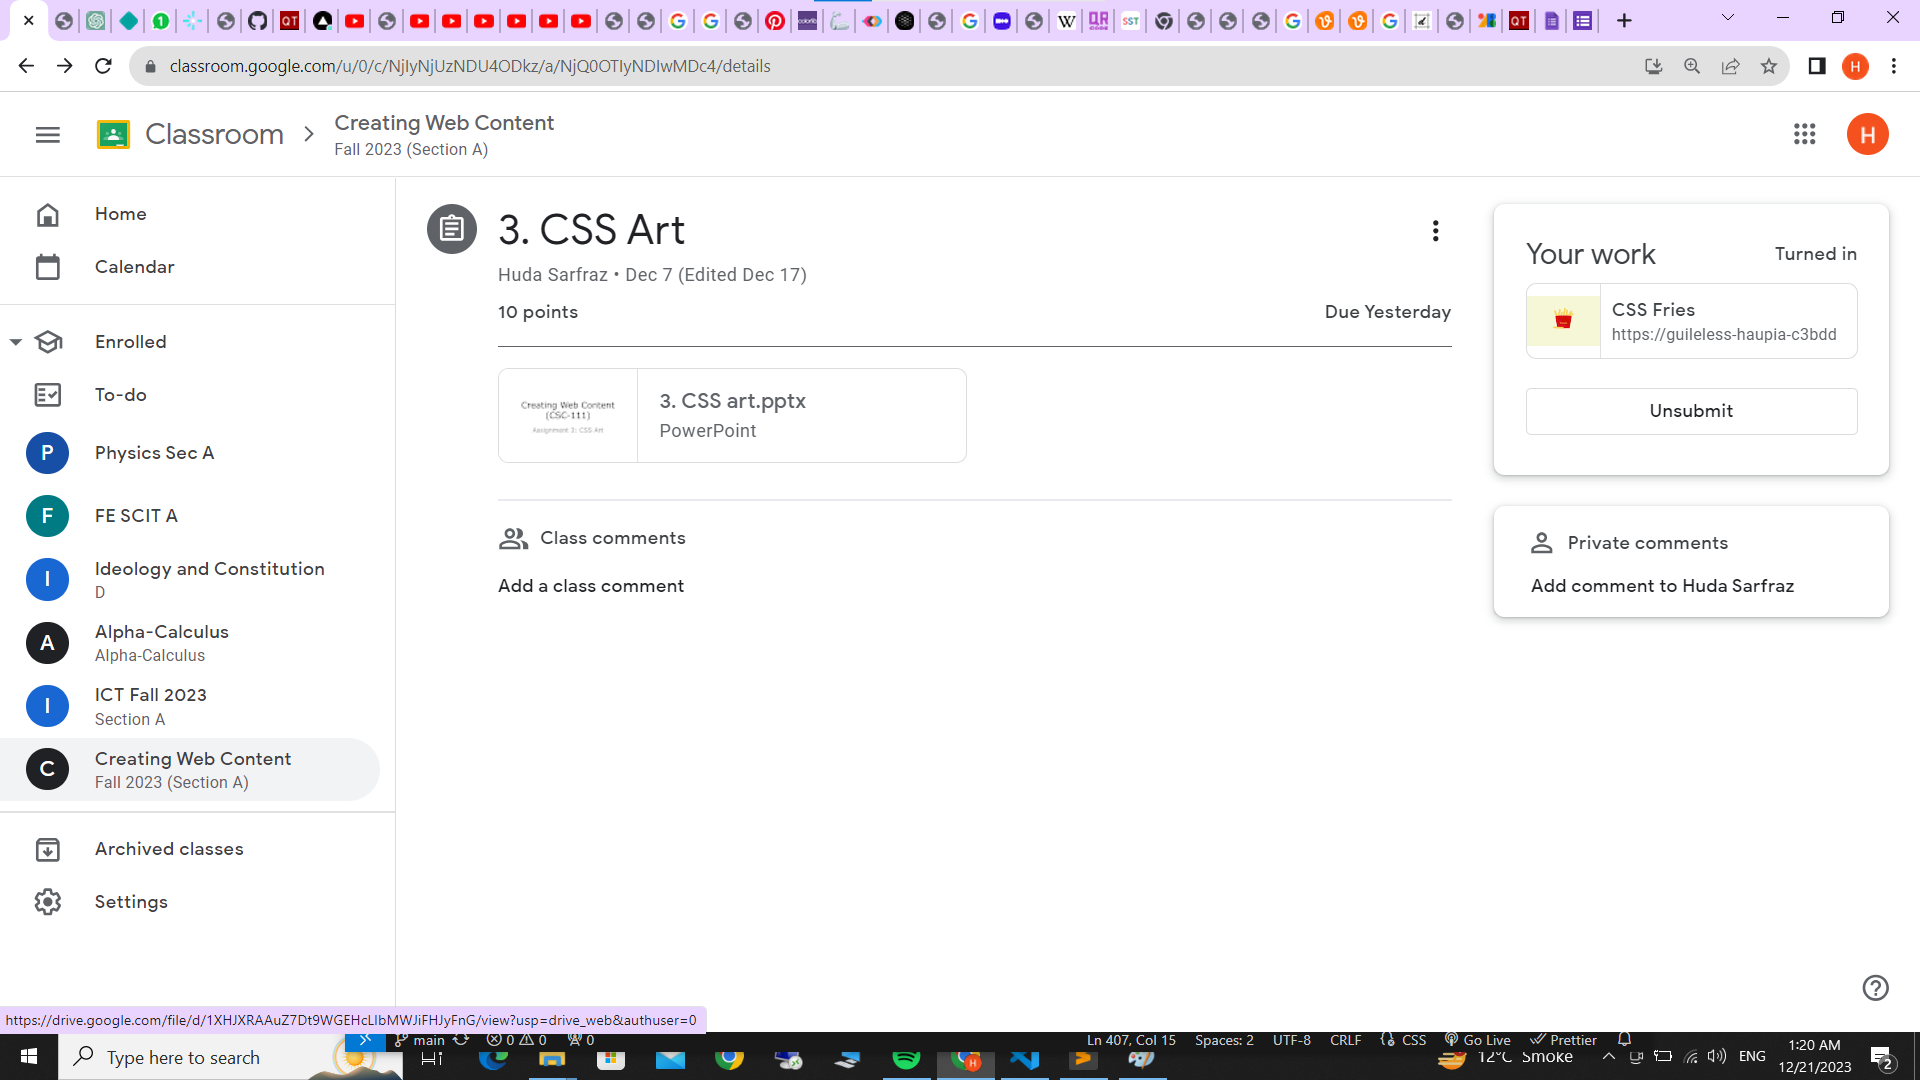 classroom.google.com/u/0/c/NjIyNjUzNDU4ODkz/a/NjQ0OTIyNDIwMDc4/details
H
Classroom
Creating Web Content
Fall 2023 (Section A)
H
Home
Calendar
Enrolled
To-do
P
Physics Sec A
F
FE SCIT A
I
Ideology and Constitution
D
A
Alpha-Calculus
Alpha-Calculus
I
ICT Fall 2023
Section A
C
Creating Web Content
Fall 2023 (Section A)
Archived classes
Settings
3. CSS Art
Huda Sarfraz • Dec 7 (Edited Dec 17)
10 points
Due Yesterday
Creating Web Content
(CSC-111)
Assignment 3: CSS Art
3. CSS art.pptx
PowerPoint
Class comments
Add a class comment
Your work
Turned in
CSS Fries
https://guileless-haupia-c3bdd
Unsubmit
Private comments
Add comment to Huda Sarfraz
https://drive.google.com/file/d/1XHJXRAAuZ7Dt9WGEHcLIbMWJiFHJyFnG/view?usp=drive_web&authuser=0
main
0
0
0
Ln 407, Col 15
Spaces: 2
UTF-8
CRLF
CSS
Go Live
Prettier
Type here to search
12°C Smoke
ENG
1:20 AM
12/21/2023
2